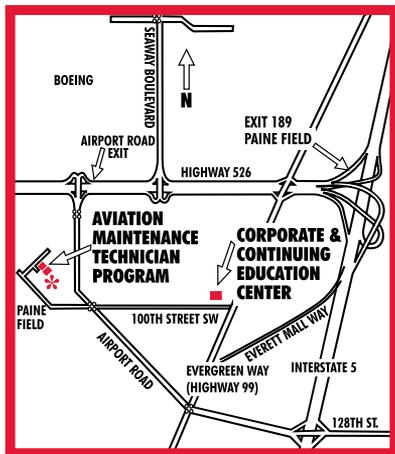 SEAWAY BOULEVARD
BOEING
N
AIRPORT ROAD
EXIT
EXIT 189
PAINE FIELD
HIGHWAY 526
AVIATION
MAINTENANCE
TECHNICIAN
PROGRAM
CORPORATE &
CONTINUING
EDUCATION
CENTER
PAINE
FIELD
100TH STREET SW
AIRPORT ROAD
EVERETT MALL WAY
EVERGREEN WAY
(HIGHWAY 99)
INTERSTATE 5
128TH ST.